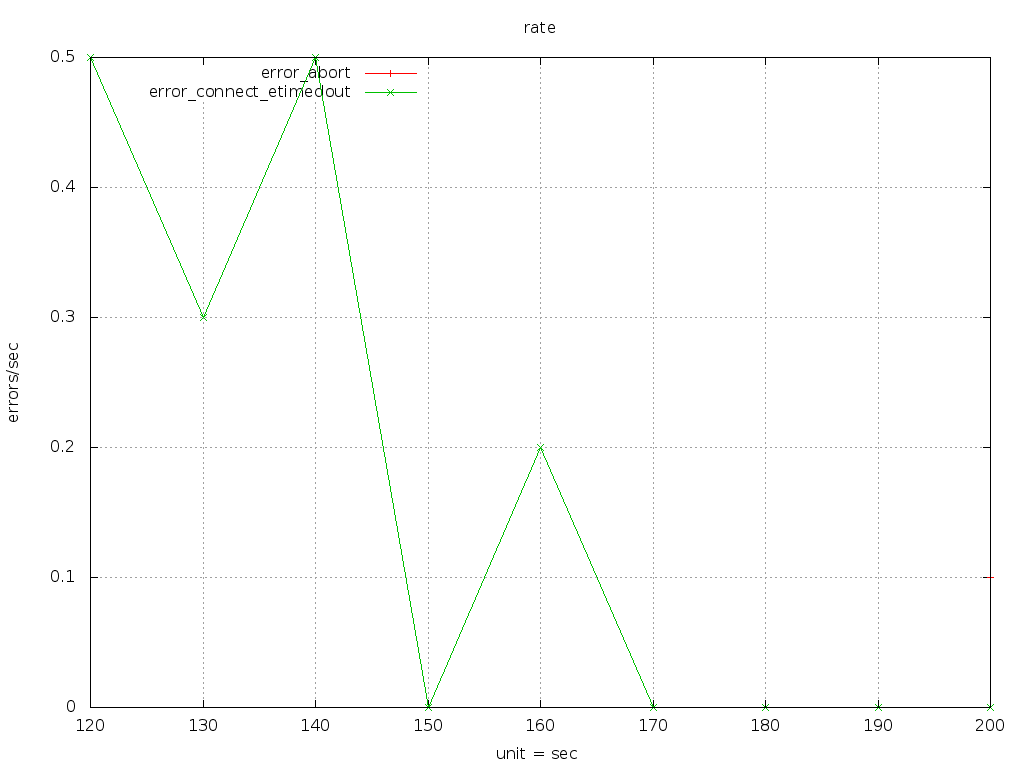 rate
0.5
error_abort
error_connect_etimedout
0.4
0.3
errors/sec
0.2
0.1
0
120 130 140 150 160 170 180 190 200
unit = sec